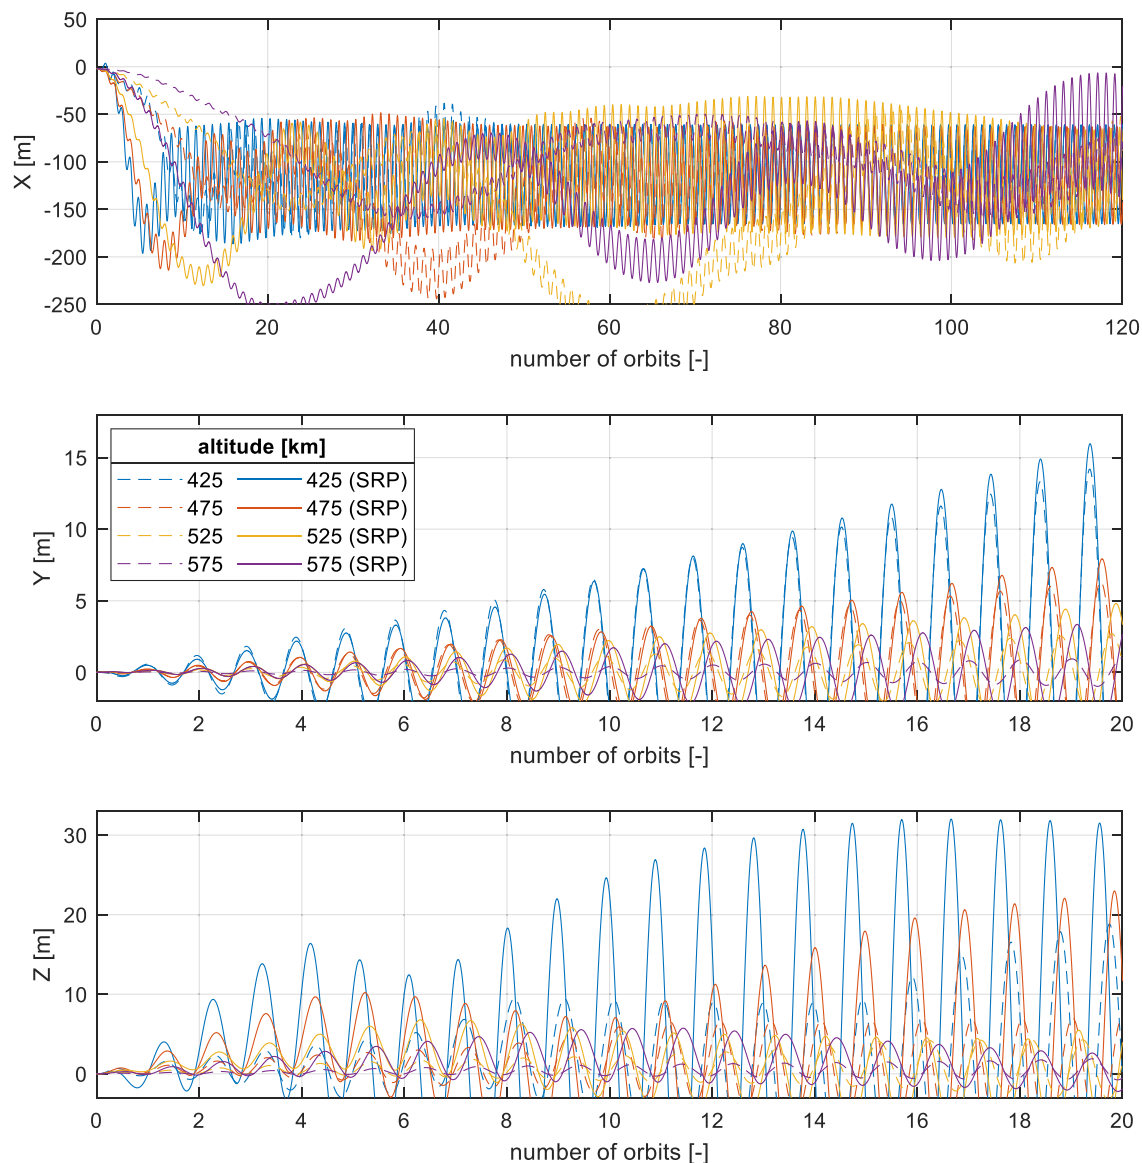 50
0
-50
-100
-150
-200
-250
X [m]
0 20 40 60 80 100 120
number of orbits [-]
15
10
5
0
Y [m]
altitude [km]
425 425 (SRP)
475 475 (SRP)
525 525 (SRP)
575 575 (SRP)
0 2 4 6 8 10 12 14 16 18 20
number of orbits [-]
30
20
10
0
Z [m]
0 2 4 6 8 10 12 14 16 18 20
number of orbits [-]